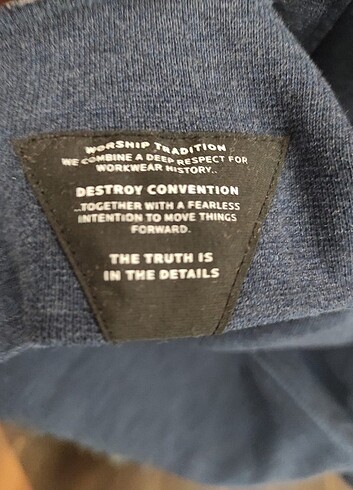 WORSHIP TRADITION
WE COMBINE A DEEP RESPECT FOR
WORKWEAR HISTORY..
DESTROY CONVENTION
..TOGETHER WITH A FEARLESS
INTENTION TO MOVE THINGS
FORWARD.
THE TRUTH IS
IN THE DETAILS